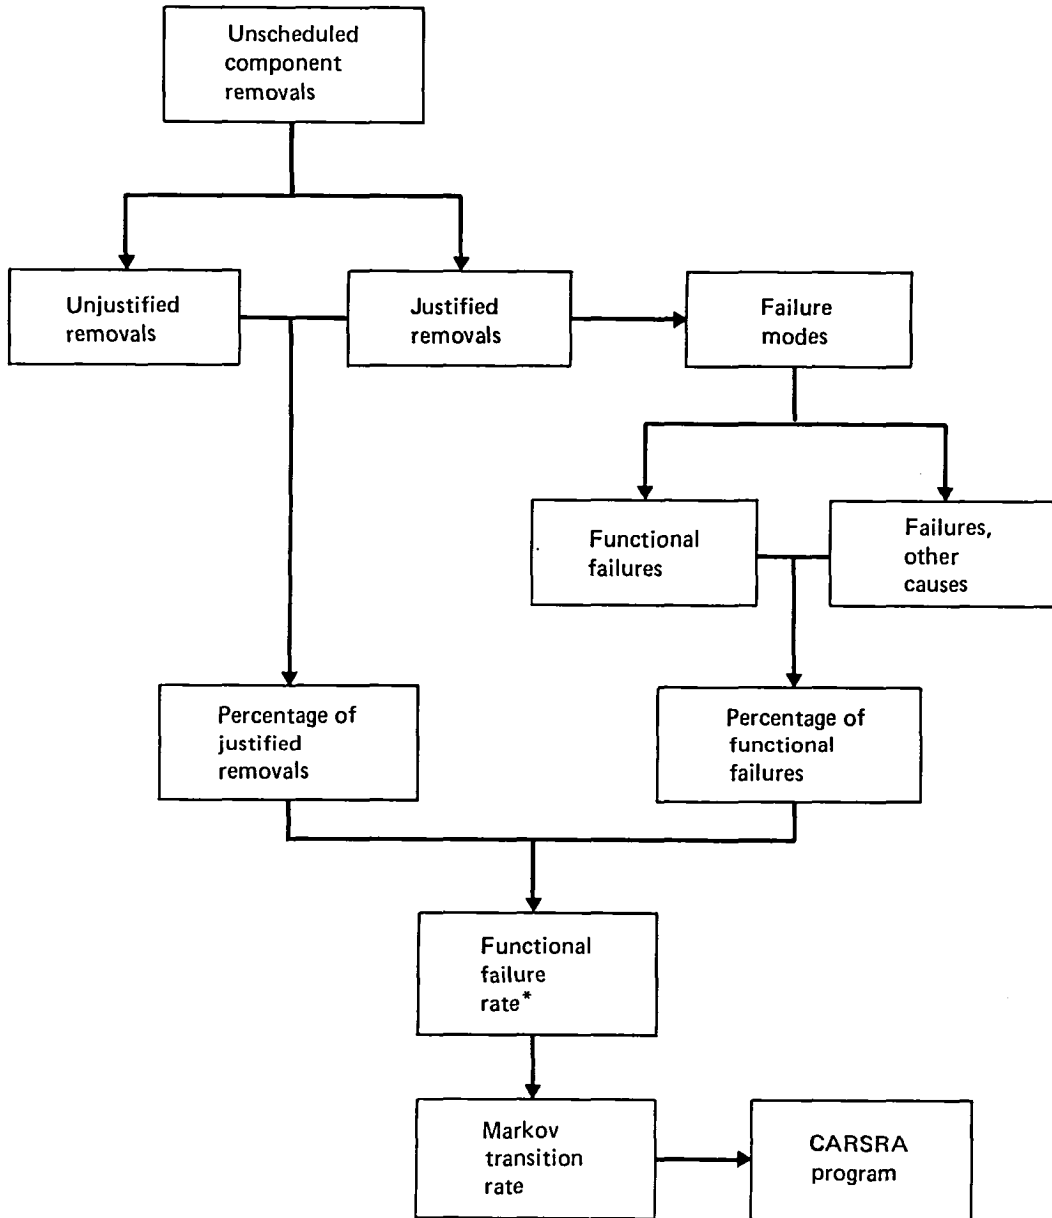 Unscheduled
component
removals
Unjustified
removals
Justified
removals
Failure
modes
Functional
failures
Failures,
other
causes
Percentage of
justified
removals
Percentage of
functional
failures
Functional
failure
rate*
Markov
transition
rate
CARSRA
program